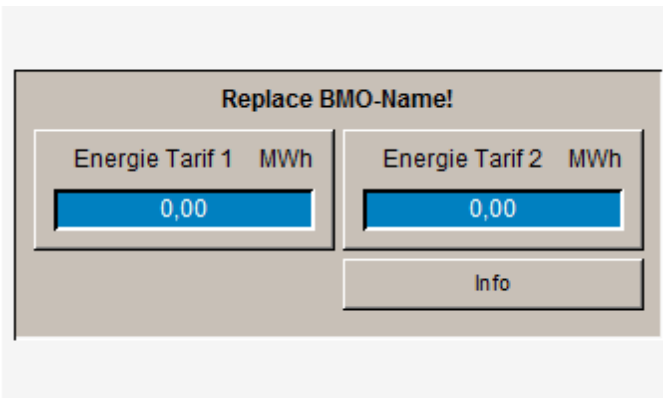 Replace BMO-Name!
Energie Tarif 1 MWh
0,00
Energie Tarif 2 MWh
0,00
Info